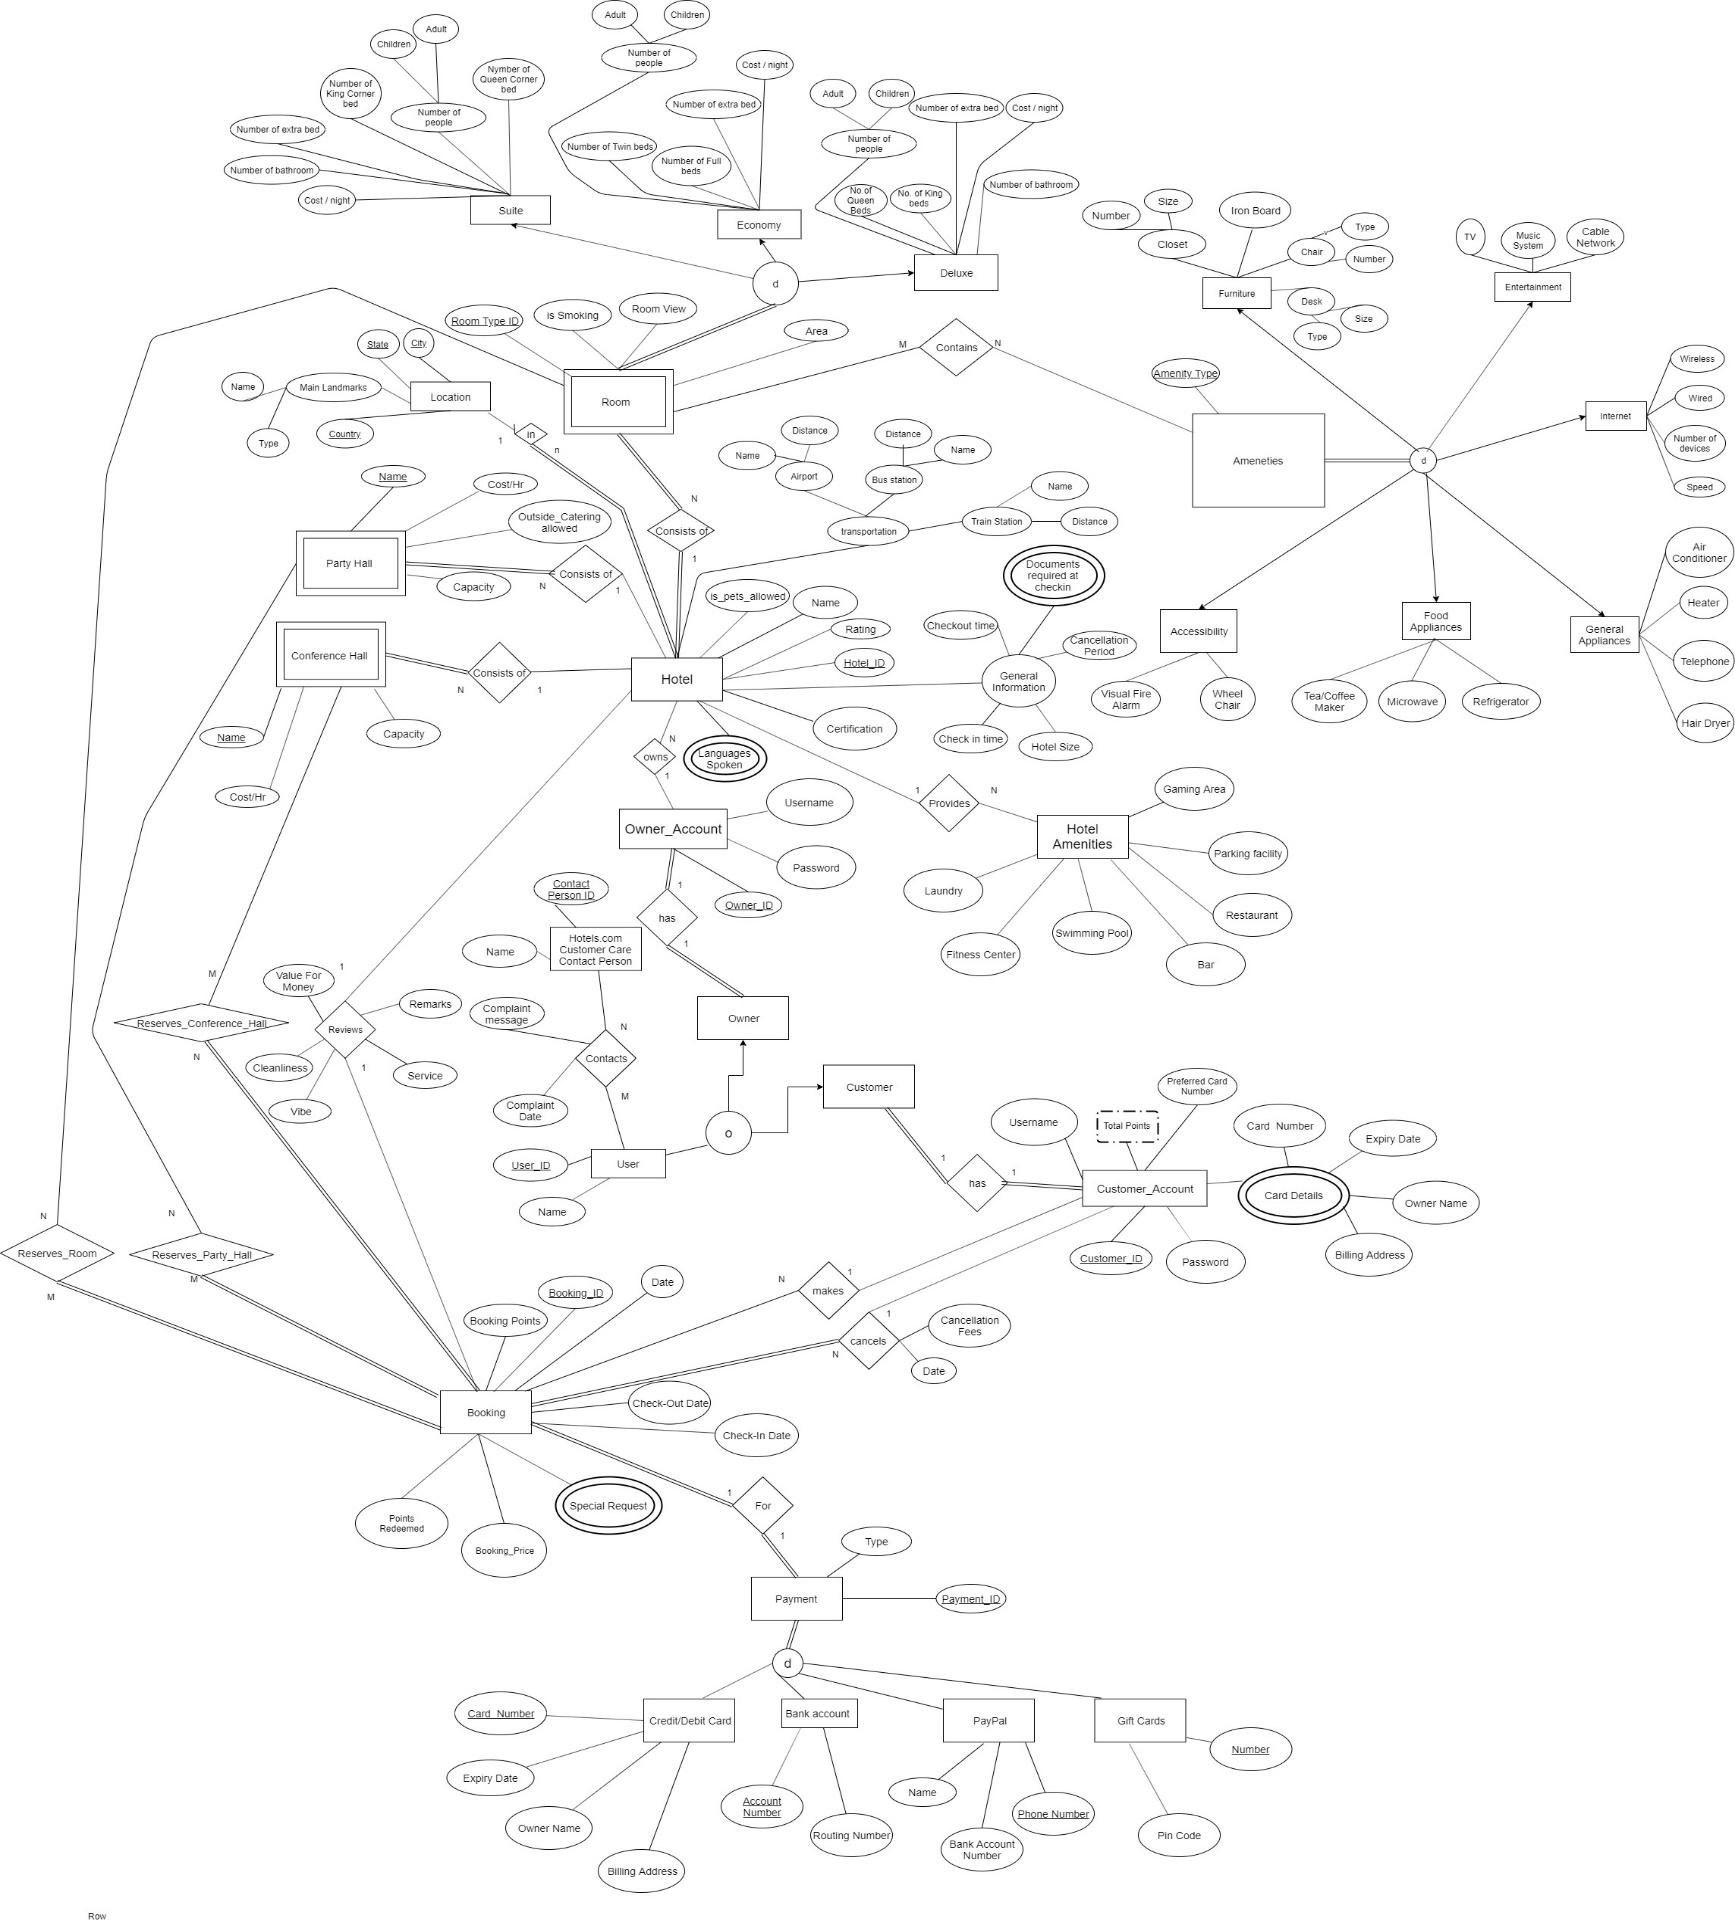 Adult
Children
Adult
Children
Number of
people
Cost / night
Nymber of
Queen Corner
bed
Number of
King Corner
bed
Number of
people
Number of extra bed
Number of bathroom
Cost / night
Suite
Number of extra bed
Number of Twin beds
Number of Full
beds
Economy
Adult
Children
Number of extra bed
Cost / night
Number of
people
No.of
Queen
Beds
No. of King
beds
Number of bathroom
Deluxe
d
Number
Size
Closet
Iron Board
Type
Chair
v
Number
Furniture
Desk
Size
Type
TV
Music
System
Cable
Network
Entertainment
Room Type ID
is Smoking
Room View
Area
State
City
Name
Main Landmarks
Location
Type
Country
Room
M
Contains
N
Amenity Type
Ameneties
d
Internet
Wireless
Wired
Number of
devices
Speed
1
in
n
Name
Cost/Hr
Outside_Catering
allowed
Party Hall
Capacity
N
Consists of
1
N
Consists of
1
Distance
Name
Airport
Distance
Name
Bus station
transportation
Name
Train Station
Distance
Documents
required at
checkin
Checkout time
Cancellation
Period
General
Information
Check in time
Hotel Size
is_pets_allowed
Name
Rating
Hotel_ID
Certification
Hotel
Languages
Spoken
Accessibility
Visual Fire
Alarm
Wheel
Chair
Food
Appliances
Tea/Coffee
Maker
Microwave
Refrigerator
General
Appliances
Air
Conditioner
Heater
Telephone
Hair Dryer
Conference Hall
N
Consists of
1
Name
Capacity
Cost/Hr
N
owns
1
Owner_Account
Username
Password
Owner_ID
1
has
1
Owner
1
Provides
N
Hotel
Amenities
Gaming Area
Parking facility
Restaurant
Bar
Swimming Pool
Fitness Center
Laundry
Contact
Person ID
Name
Hotels.com
Customer Care
Contact Person
Complaint
message
N
Contacts
M
Complaint
Date
User_ID
User
Name
o
Customer
M
Reserves_Conference_Hall
N
1
Value For
Money
Remarks
Reviews
Cleanliness
Service
Vibe
1
1
has
1
Username
Total Points
Preferred Card
Number
Customer_Account
Customer_ID
Password
Card  Number
Expiry Date
Card Details
Owner Name
Billing Address
N
Reserves_Room
M
N
Reserves_Party_Hall
M
N
makes
1
1
cancels
N
Cancellation
Fees
Date
Booking Points
Booking_ID
Date
Booking
Check-Out Date
Check-In Date
Special Request
Points
Redeemed
Booking_Price
1
For
1
Type
Payment
Payment_ID
d
Card_Number
Credit/Debit Card
Expiry Date
Owner Name
Billing Address
Bank account
Account
Number
Routing Number
PayPal
Name
Bank Account
Number
Phone Number
Gift Cards
Number
Pin Code
Row